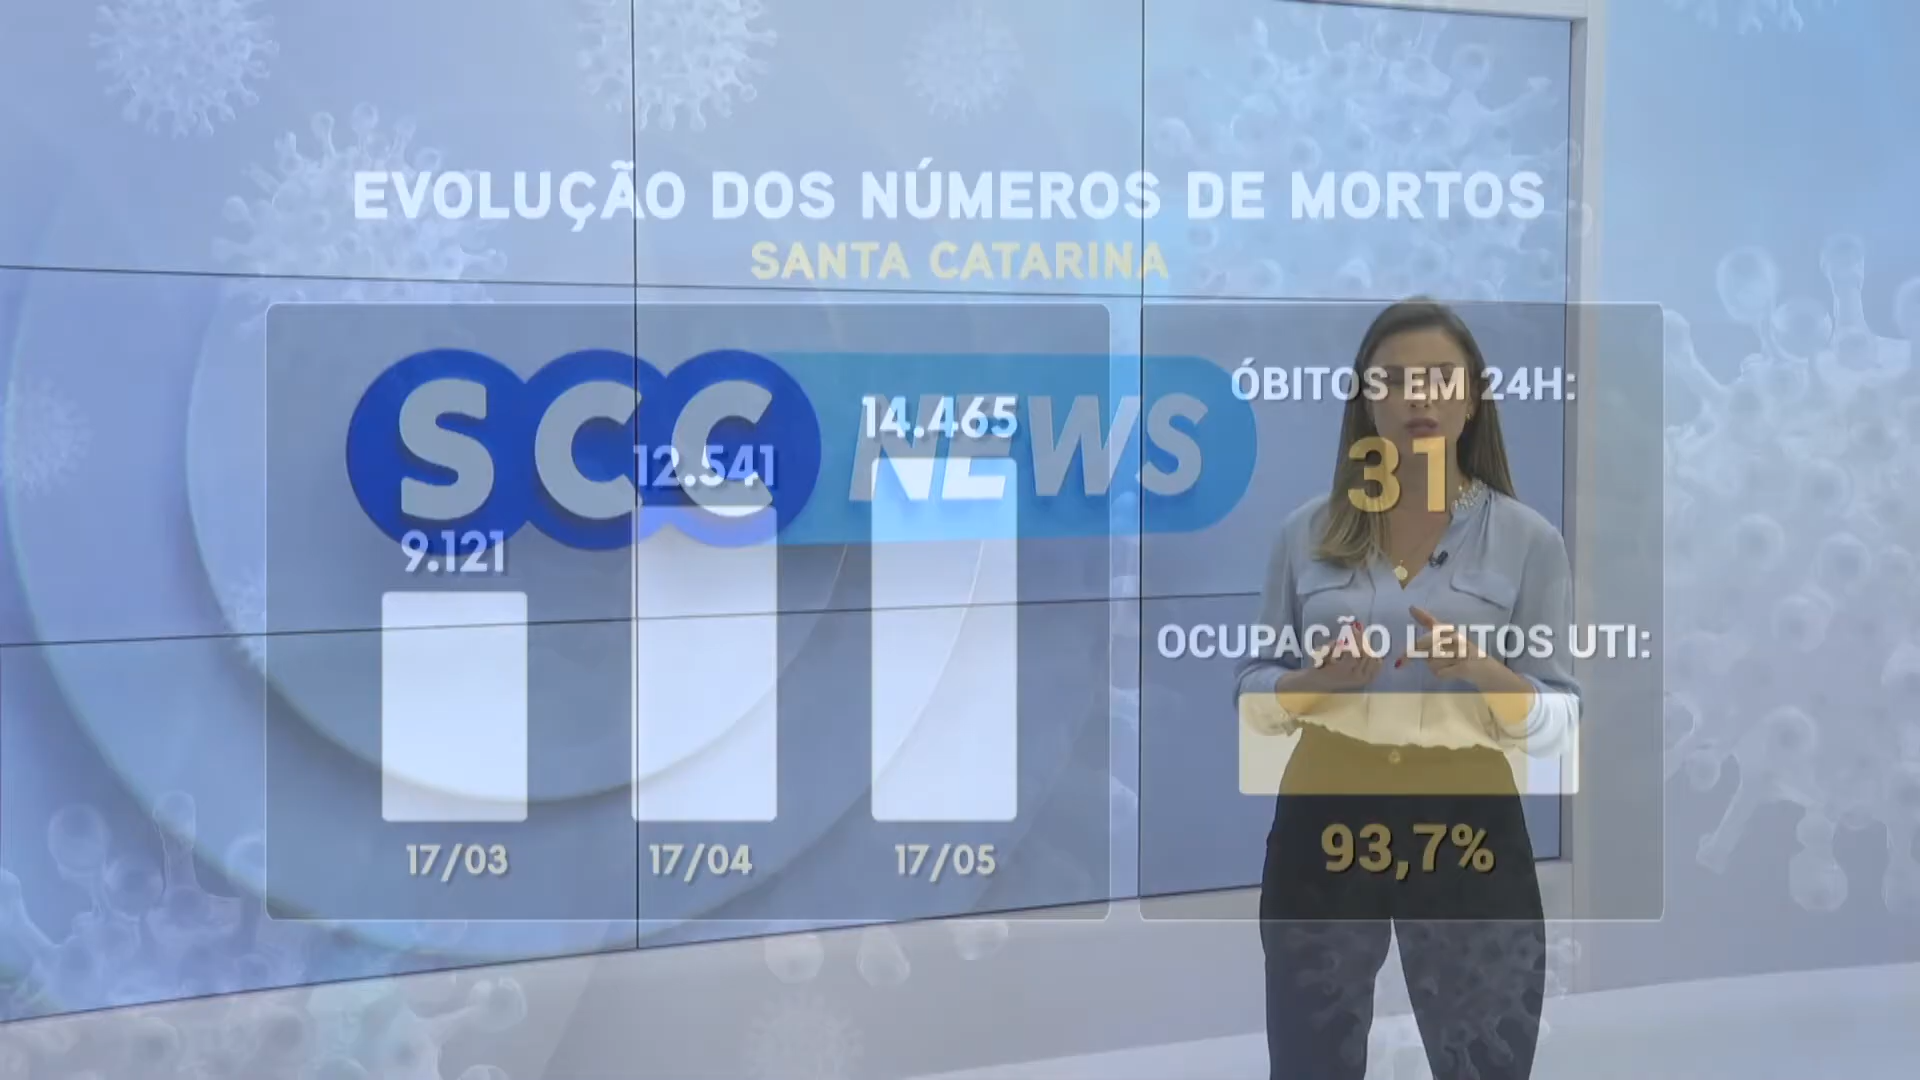 EVOLUÇÃO DOS NÚMEROS DE MORTOS
SANTA CATARINA
SCC NEWS
9.121
12.541
14.465
17/03
17/04
17/05
ÓBITOS EM 24H:
31
OCUPAÇÃO LEITOS UTI:
93,7%